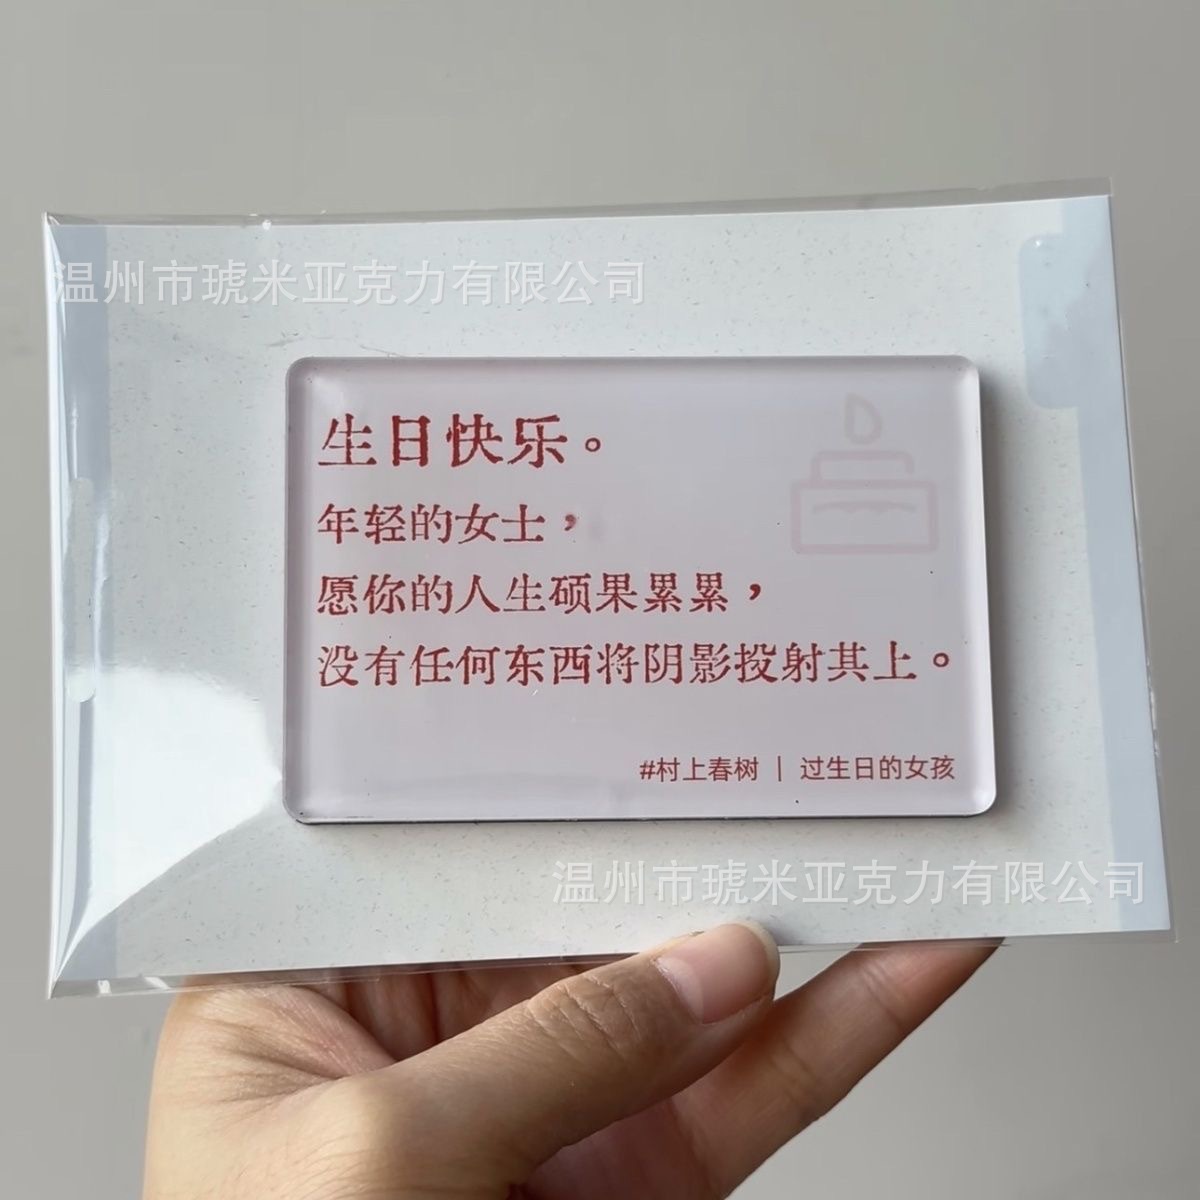 温州市琥米亚克力有限公司
生日快乐。
年轻的女士，
愿你的人生硕果累累，
没有任何东西将阴影投射其上。
#村上春树 | 过生日的女孩
温州市琥米亚克力有限公司